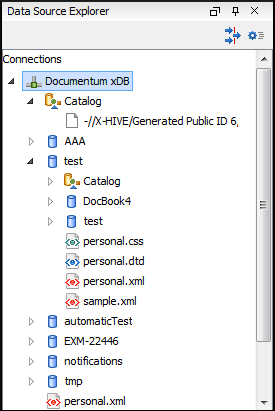 Data Source Explorer
Connections
Documentum xDB
Catalog
-//X-HIVE/Generated Public ID 6,
AAA
test
Catalog
DocBook4
test
personal.css
personal.dtd
personal.xml
sample.xml
automaticTest
EXM-22446
notifications
tmp
personal.xml